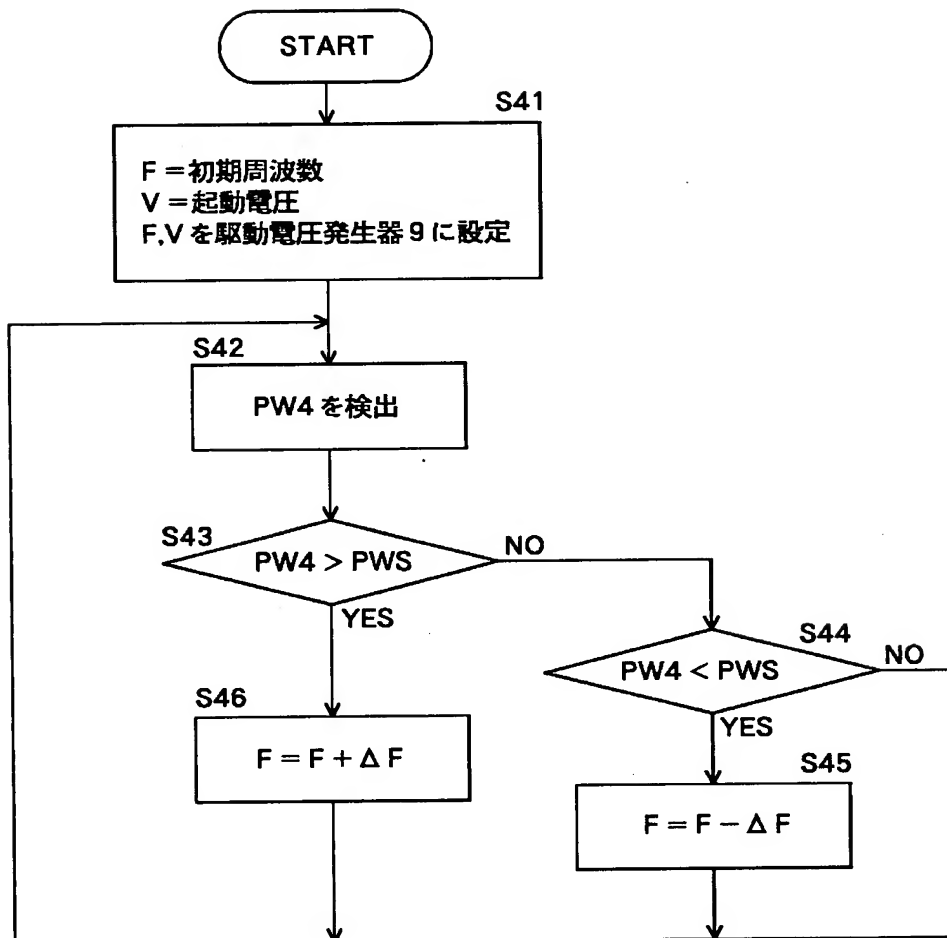 START
S41
F =初期周波数
V =起動電圧
F,Vを駆動電圧発生器9に設定
S42
PW4を検出
S43
PW4 > PWS
NO
YES
S44
PW4 < PWS
NO
YES
S46
F = F + Δ F
S45
F = F − Δ F